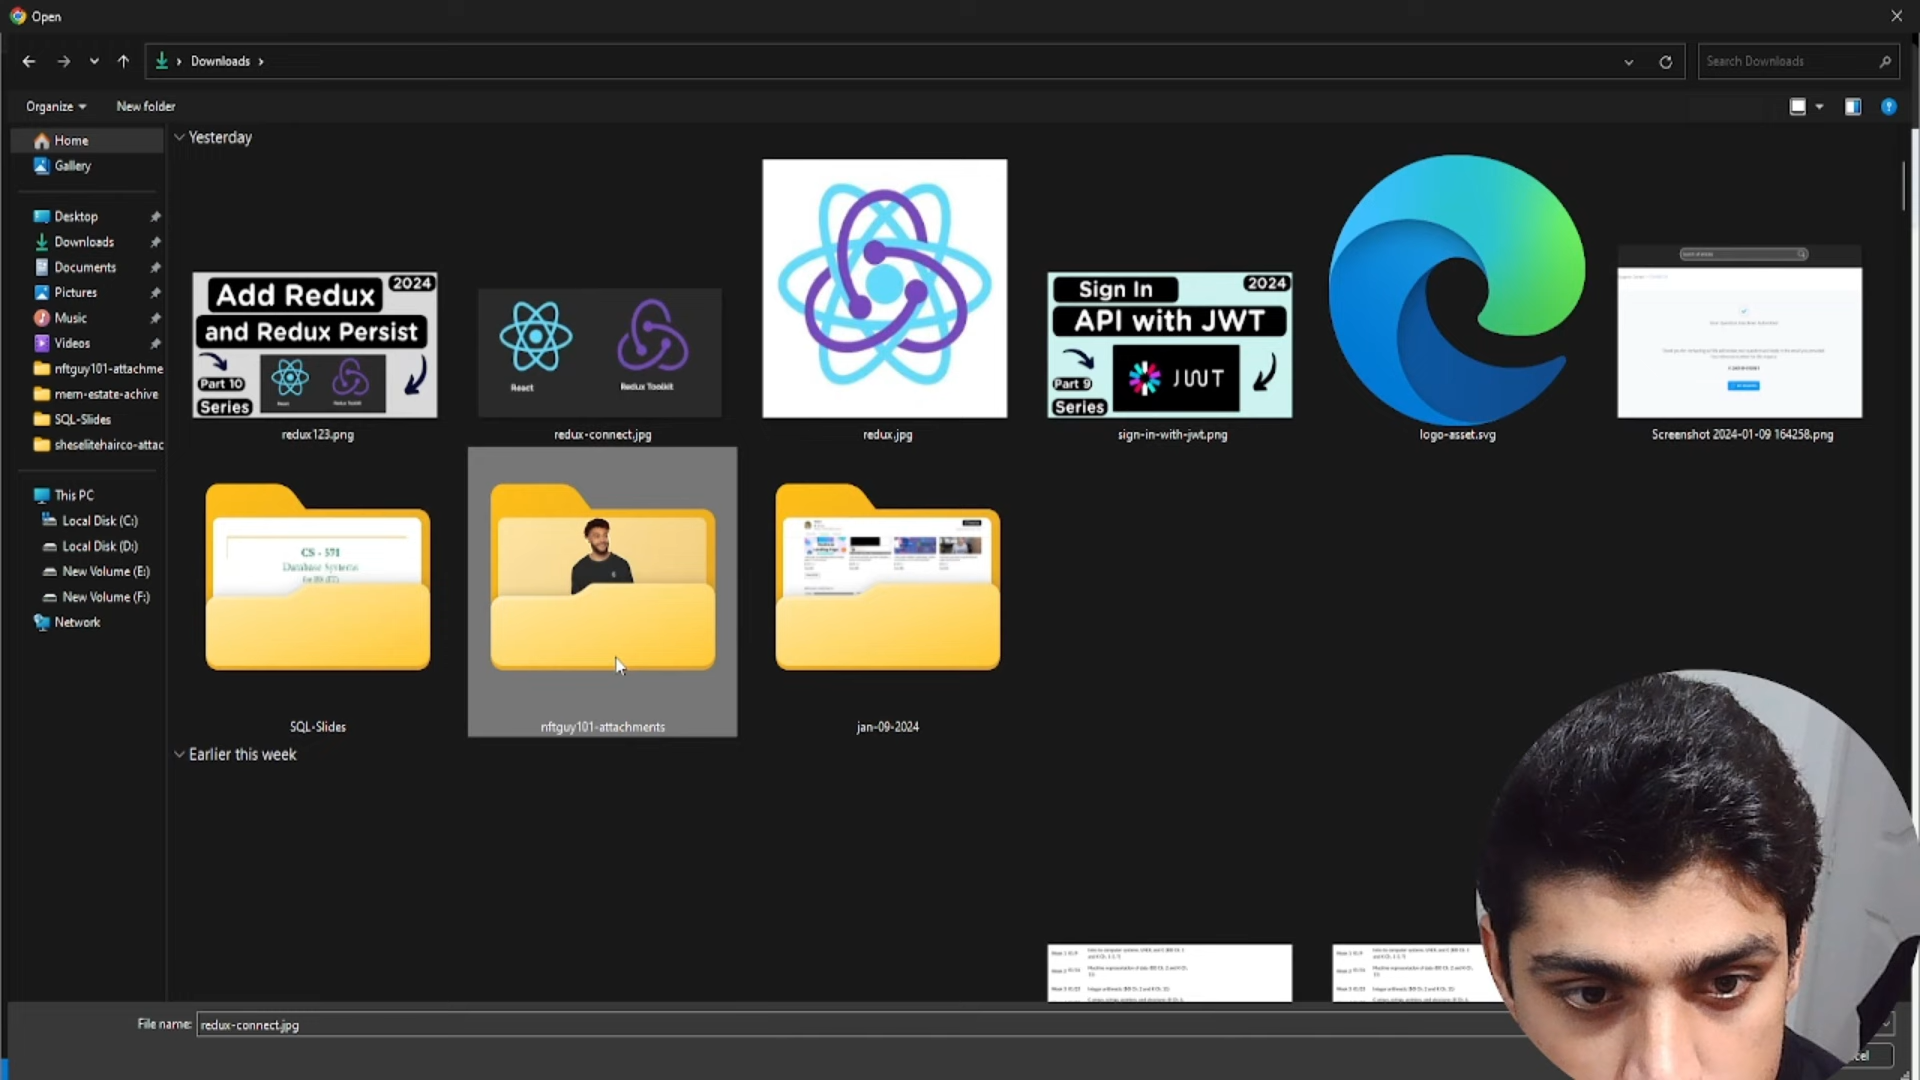 Open
Downloads
Search Downloads
Organize
New folder
Home
Gallery
Desktop
Downloads
Documents
Pictures
Music
Videos
nftguy101-attachme
mern-estate-achive
SQL-Slides
sheselitehairco-attac
This PC
Local Disk (C:)
Local Disk (D:)
New Volume (E:)
New Volume (F:)
Network
Yesterday
2024
Add Redux
and Redux Persist
Part 10
Series
redux123.png
React
Redux Toolkit
redux-connect.jpg
redux.jpg
Sign In
2024
API with JWT
Part 9
JWT
Series
sign-in-with-jwt.png
logo-asset.svg
Screenshot 2024-01-09 164258.png
CS - 571
Database Systems
SQL-Slides
nftguy101-attachments
jan-09-2024
Earlier this week
File name:
redux-connect.jpg